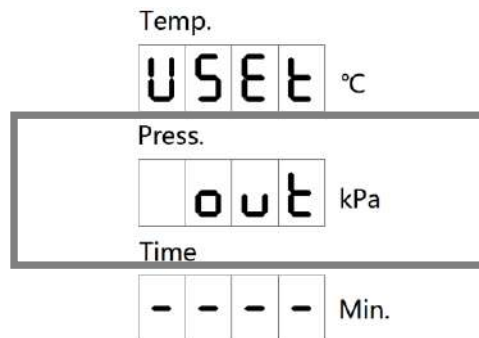 Temp.
USEt °C
Press.
out kPa
Time
---- Min.